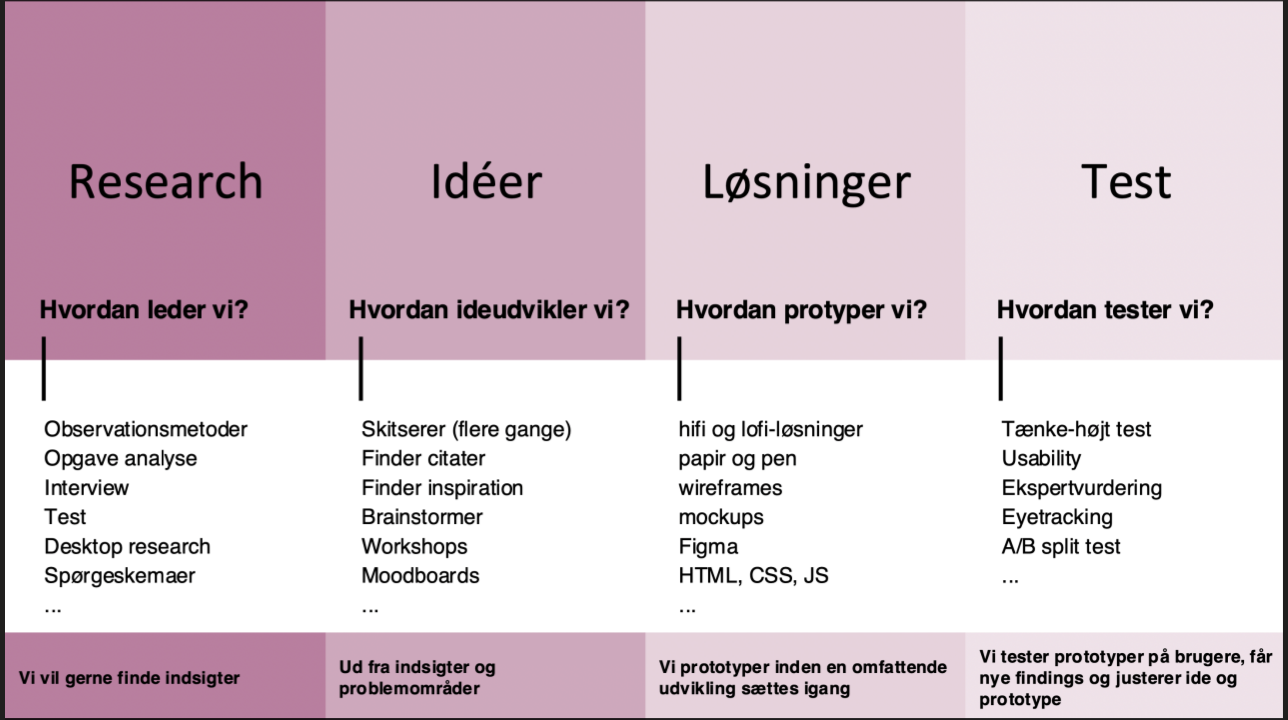 Research
Hvordan leder vi?
Observationsmetoder
Opgave analyse
Interview
Test
Desktop research
Spørgeskemaer
...
Vi vil gerne finde indsigter
Idéer
Hvordan ideudvikler vi?
Skitserer (flere gange)
Finder citater
Finder inspiration
Brainstormer
Workshops
Moodboards
...
Ud fra indsigter og
problemområder
Løsninger
Hvordan protyper vi?
hifi og lofi-løsninger
papir og pen
wireframes
mockups
Figma
HTML, CSS, JS
...
Vi prototyper inden en omfattende
udvikling sættes igang
Test
Hvordan tester vi?
Tænke-højt test
Usability
Ekspertvurdering
Eyetracking
A/B split test
...
Vi tester prototyper på brugere, får
nye findings og justerer ide og
prototype